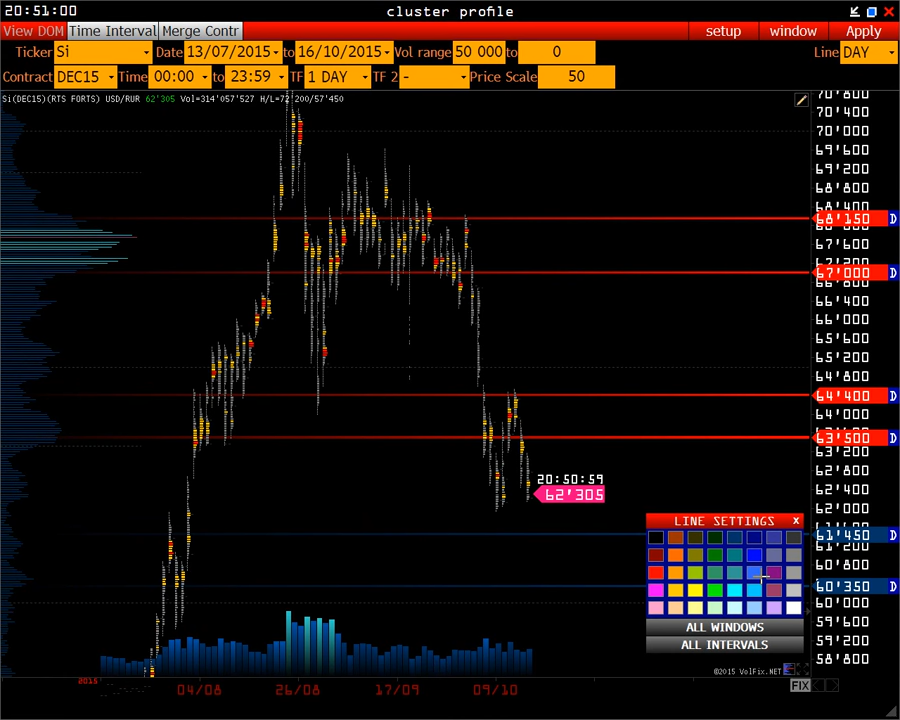 20:51:00
cluster profile
View DOM Time Interval Merge Contr setup window Apply
Ticker Si Date 13/07/2015 to 16/10/2015 Vol range 50 000 to 0 Line DAY
Contract DEC15 Time 00:00 to 23:59 TF 1 DAY TF 2 - Price Scale 50
Si(DEC15)(RTS FORTS) USD/RUR 62'305 Vol=314'057'527 H/L=72'200/57'450
70'800
70'400
70'000
69'600
69'200
68'800
68'400
68'150 D
67'600
67'200
67'000 D
66'400
66'000
65'600
65'200
64'800
64'400 D
64'000
63'500 D
63'200
62'800
20:50:59
62'400
62'305
62'000
LINE SETTINGS x
61'450 D
61'200
60'800
60'350 D
60'000
59'600
ALL WINDOWS
59'200
ALL INTERVALS
58'800
©2015 VolFix.NET
2015
04/08 26/08 17/09 09/10
FIX